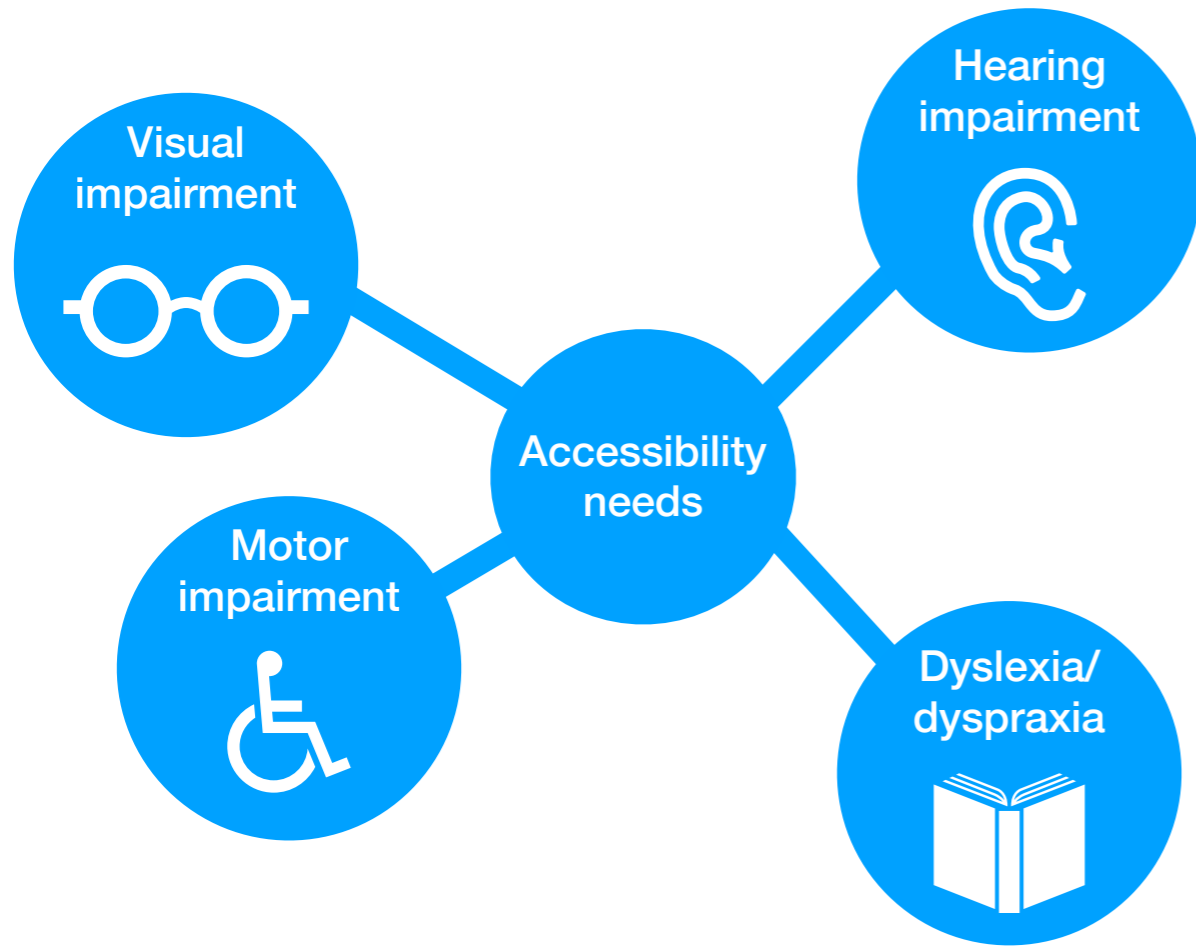 Visual
impairment
Hearing
impairment
Accessibility
needs
Motor
impairment
Dyslexia/
dyspraxia